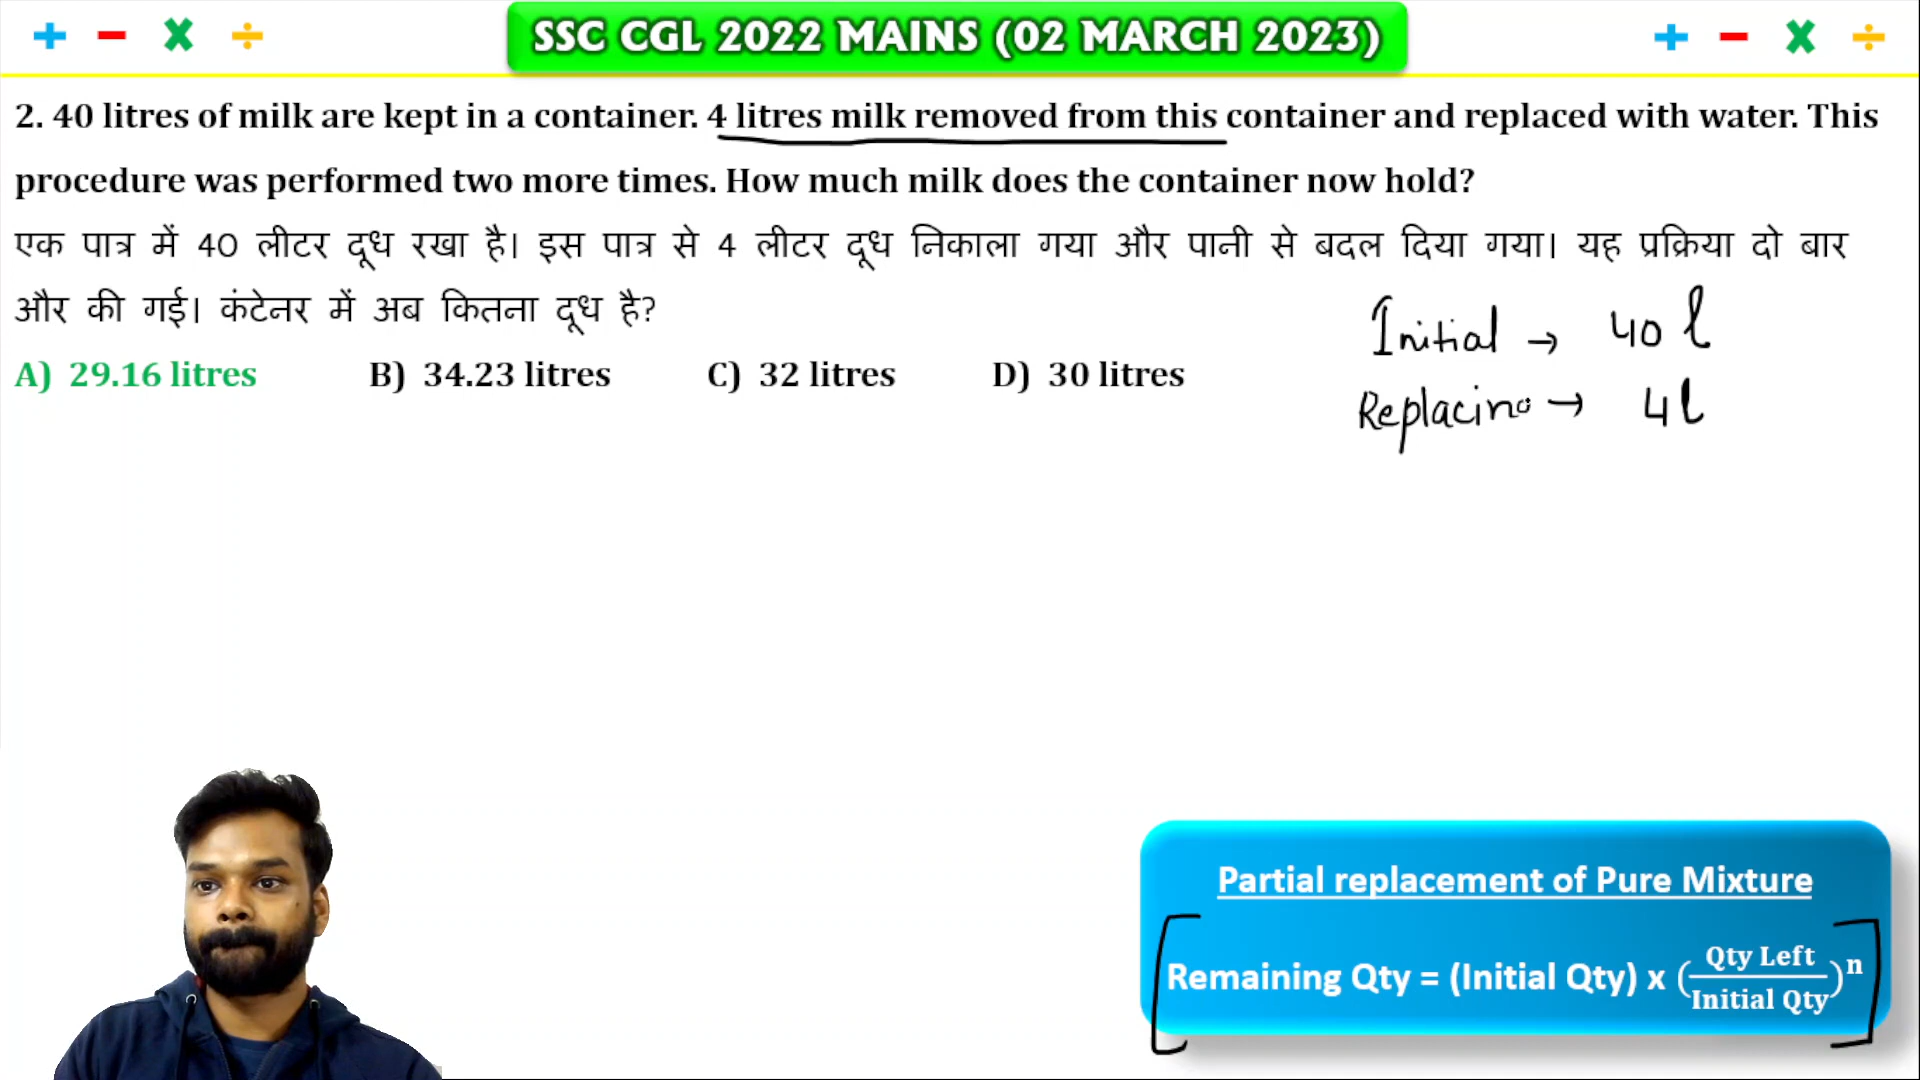 SSC CGL 2022 MAINS (02 MARCH 2023)
2. 40 litres of milk are kept in a container. 4 litres milk removed from this container and replaced with water. This
procedure was performed two more times. How much milk does the container now hold?
एक पात्र में 40 लीटर दूध रखा है। इस पात्र से 4 लीटर दूध निकाला गया और पानी से बदल दिया गया। यह प्रक्रिया दो बार
और की गई। कंटेनर में अब कितना दूध है?
A) 29.16 litres B) 34.23 litres C) 32 litres D) 30 litres
Initial → 40 l
Replacing → 4 l
Partial replacement of Pure Mixture
Remaining Qty = (Initial Qty) x (Qty Left/Initial Qty)^n